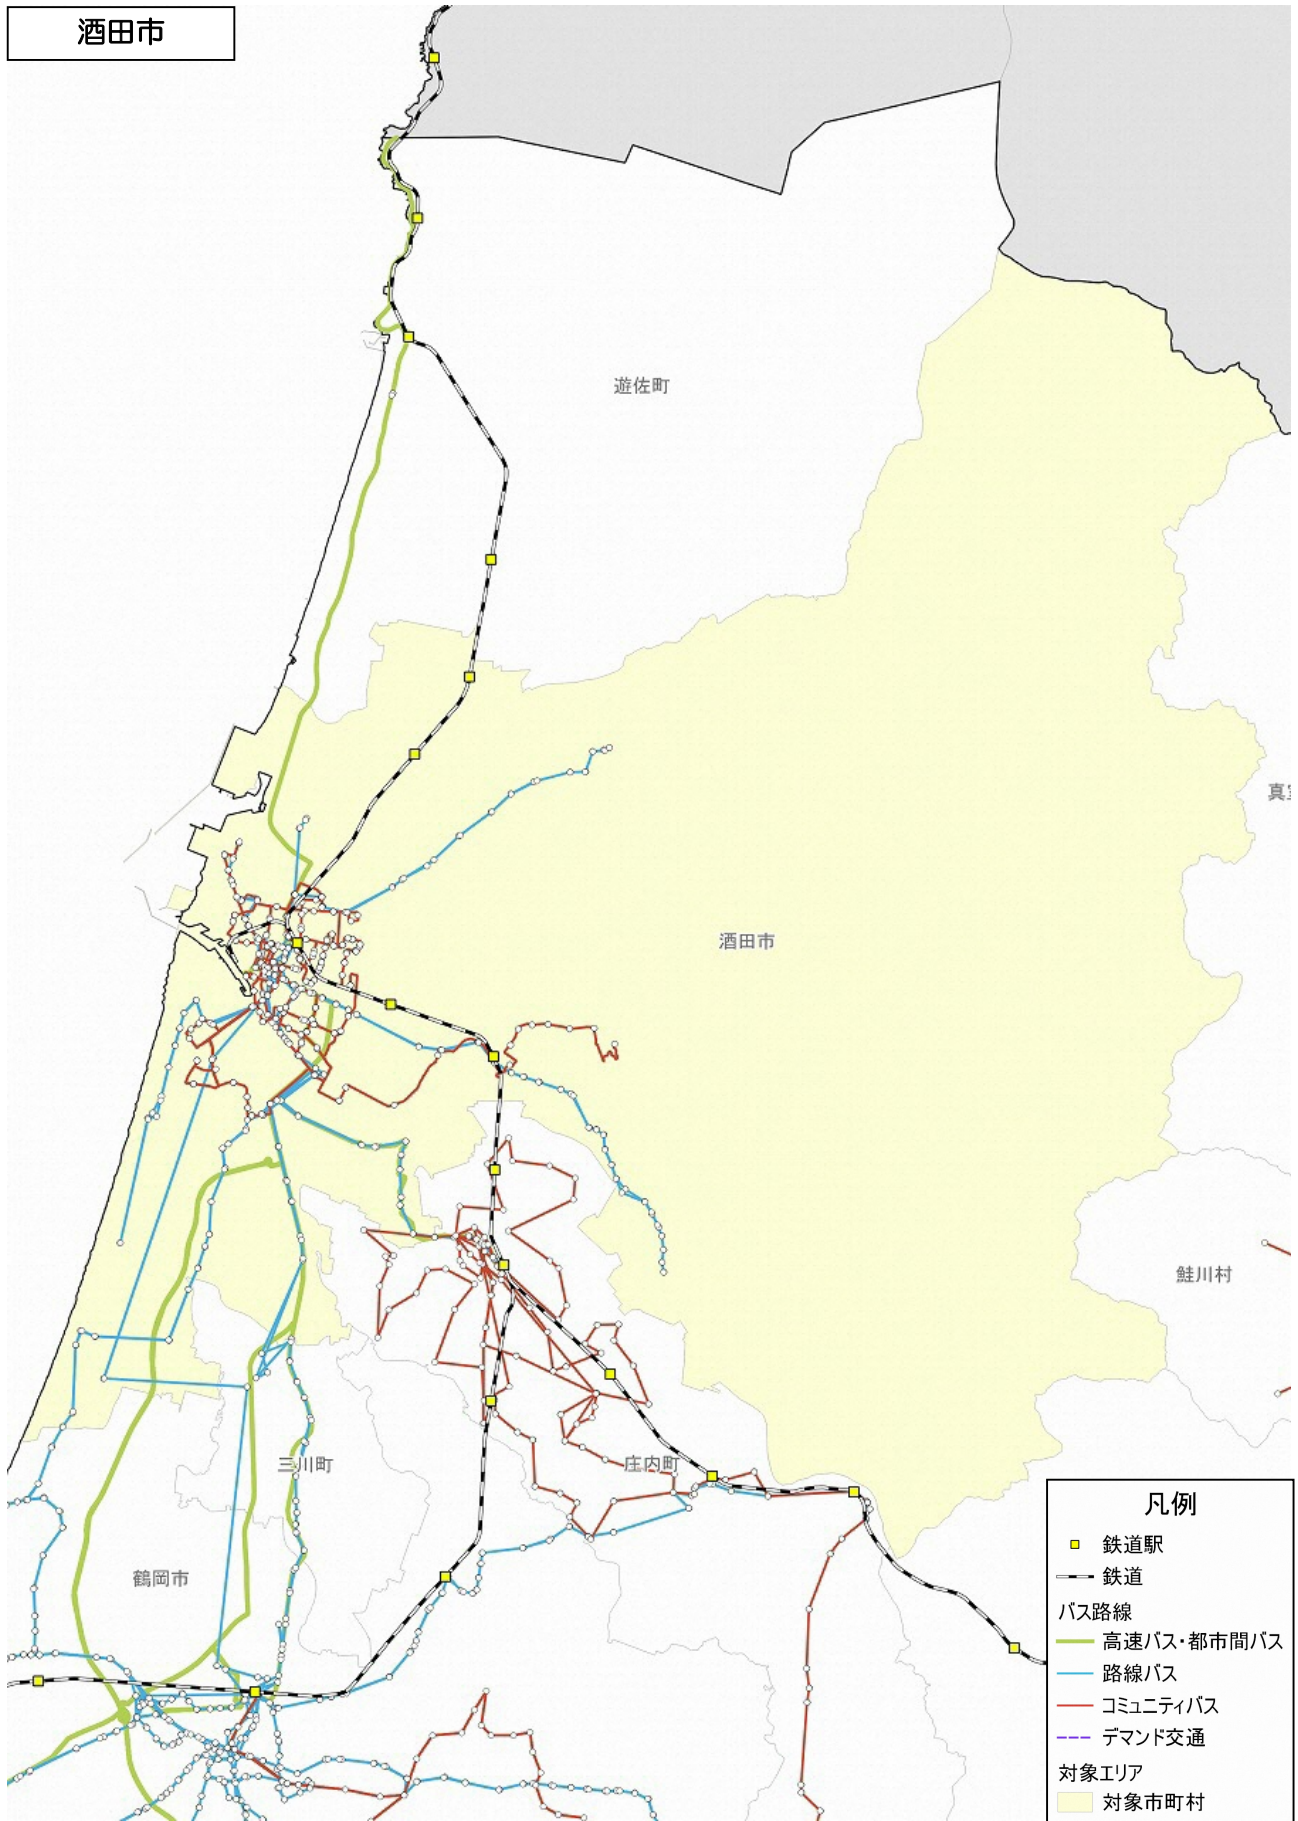 酒田市
遊佐町
酒田市
鮭川村
三川町
庄内町
鶴岡市
凡例
鉄道駅
鉄道
バス路線
高速バス・都市間バス
路線バス
コミュニティバス
デマンド交通
対象エリア
対象市町村